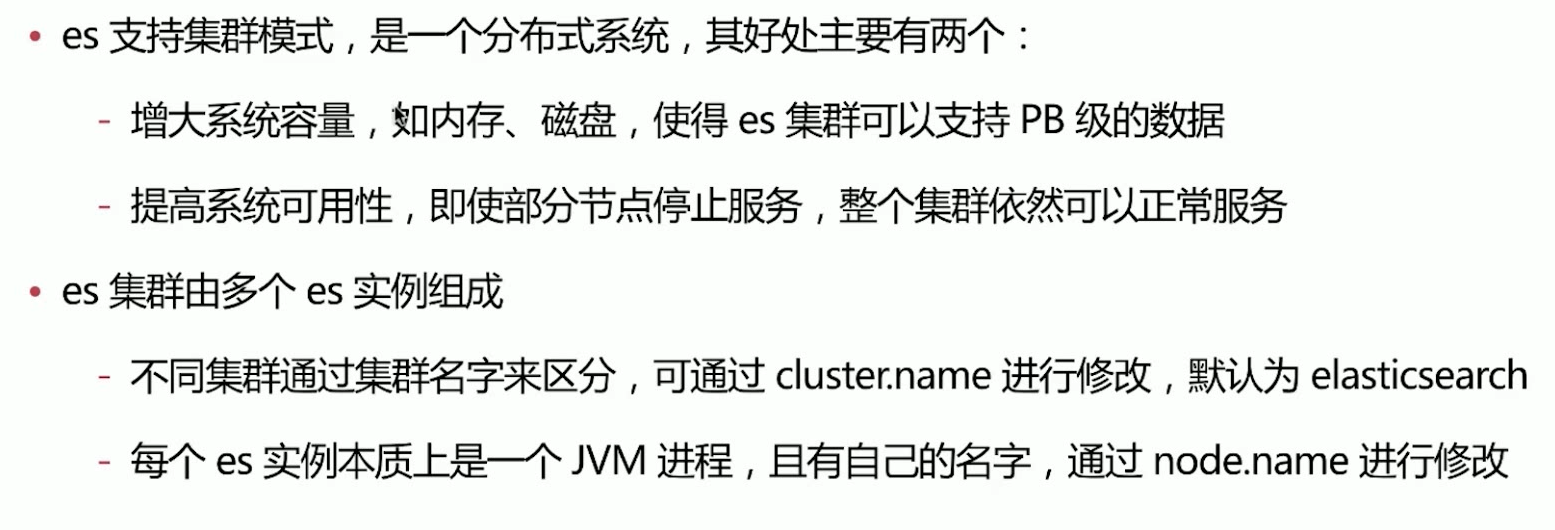 • es 支持集群模式，是一个分布式系统，其好处主要有两个：
- 增大系统容量，如内存、磁盘，使得 es 集群可以支持 PB 级的数据
- 提高系统可用性，即使部分节点停止服务，整个集群依然可以正常服务
• es 集群由多个 es 实例组成
- 不同集群通过集群名字来区分，可通过 cluster.name 进行修改，默认为 elasticsearch
- 每个 es 实例本质上是一个 JVM 进程，且有自己的名字，通过 node.name 进行修改